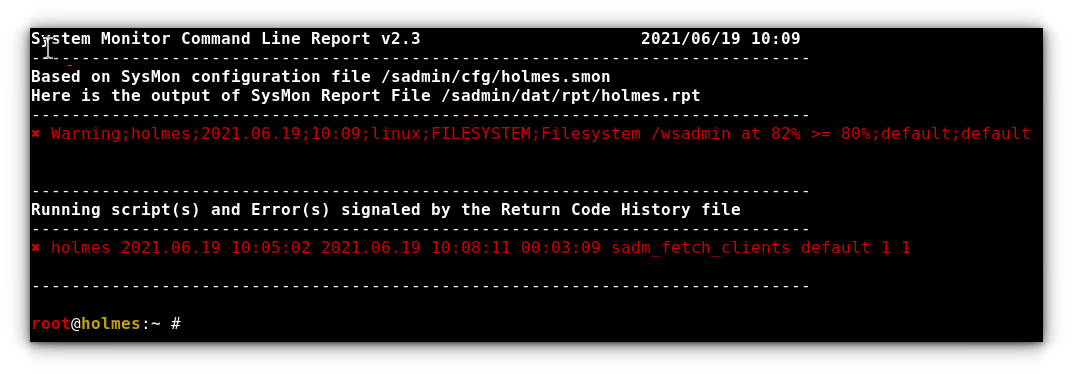 System Monitor Command Line Report v2.3                      2021/06/19 10:09
------------------------------------------------------------------------------
Based on SysMon configuration file /sadmin/cfg/holmes.smon
Here is the output of SysMon Report File /sadmin/dat/rpt/holmes.rpt
------------------------------------------------------------------------------
✖ Warning;holmes;2021.06.19;10:09;linux;FILESYSTEM;Filesystem /wsadmin at 82% >= 80%;default;default
------------------------------------------------------------------------------
Running script(s) and Error(s) signaled by the Return Code History file
------------------------------------------------------------------------------
✖ holmes 2021.06.19 10:05:02 2021.06.19 10:08:11 00:03:09 sadm_fetch_clients default 1 1
------------------------------------------------------------------------------
root@holmes:~ #